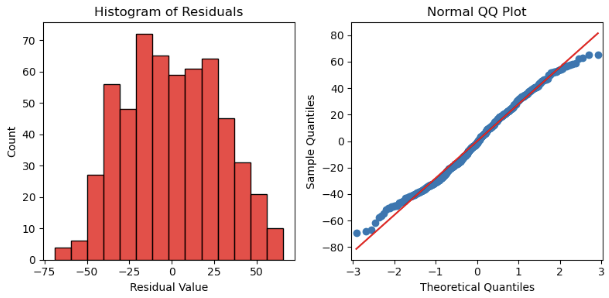 Histogram of Residuals
Count
70
60
50
40
30
20
10
0
−75 −50 −25 0 25 50
Residual Value
Normal QQ Plot
Sample Quantiles
80
60
40
20
0
−20
−40
−60
−80
−3 −2 −1 0 1 2 3
Theoretical Quantiles